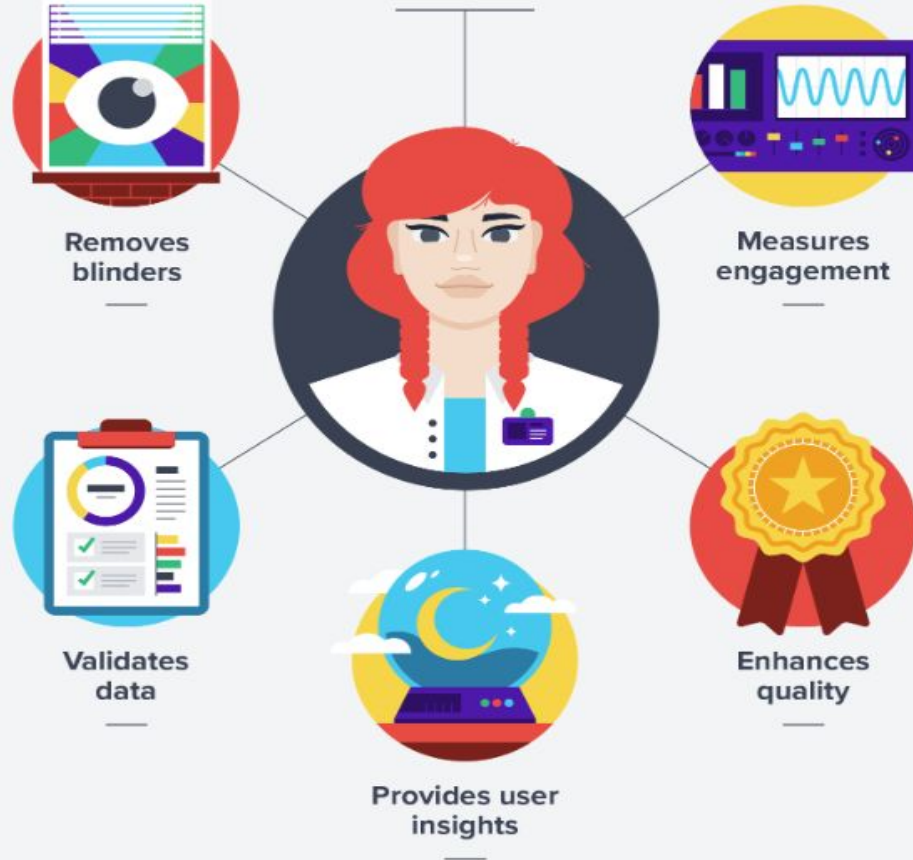 Removes
blinders
Measures
engagement
Validates
data
Enhances
quality
Provides user
insights